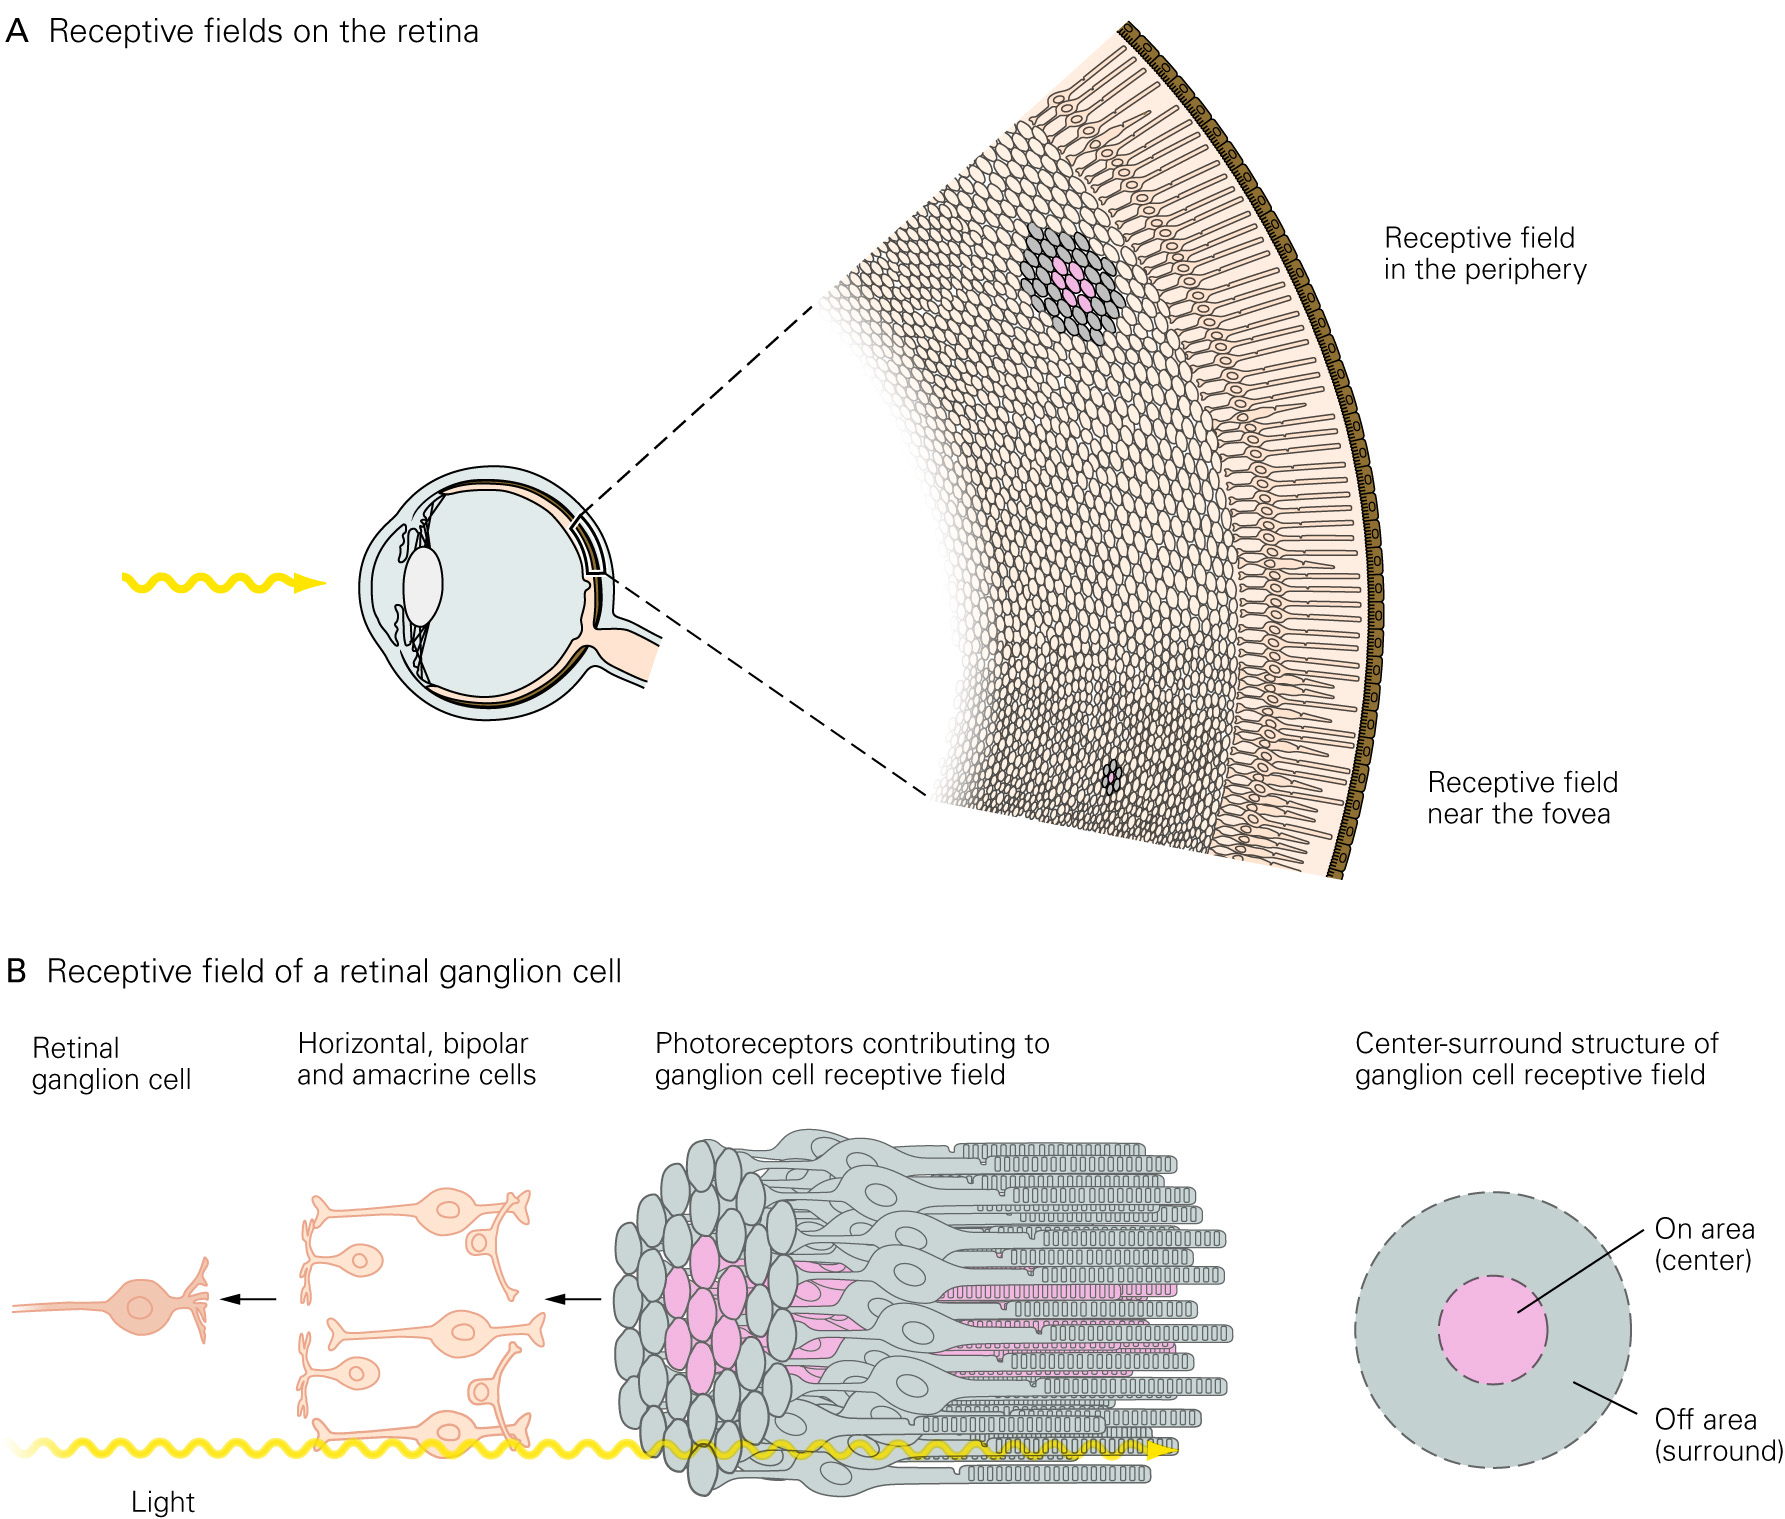 A Receptive fields on the retina
Receptive field
in the periphery
Receptive field
near the fovea
B Receptive field of a retinal ganglion cell
Retinal
ganglion cell
Horizontal, bipolar
and amacrine cells
Photoreceptors contributing to
ganglion cell receptive field
Center-surround structure of
ganglion cell receptive field
On area
(center)
Off area
(surround)
Light